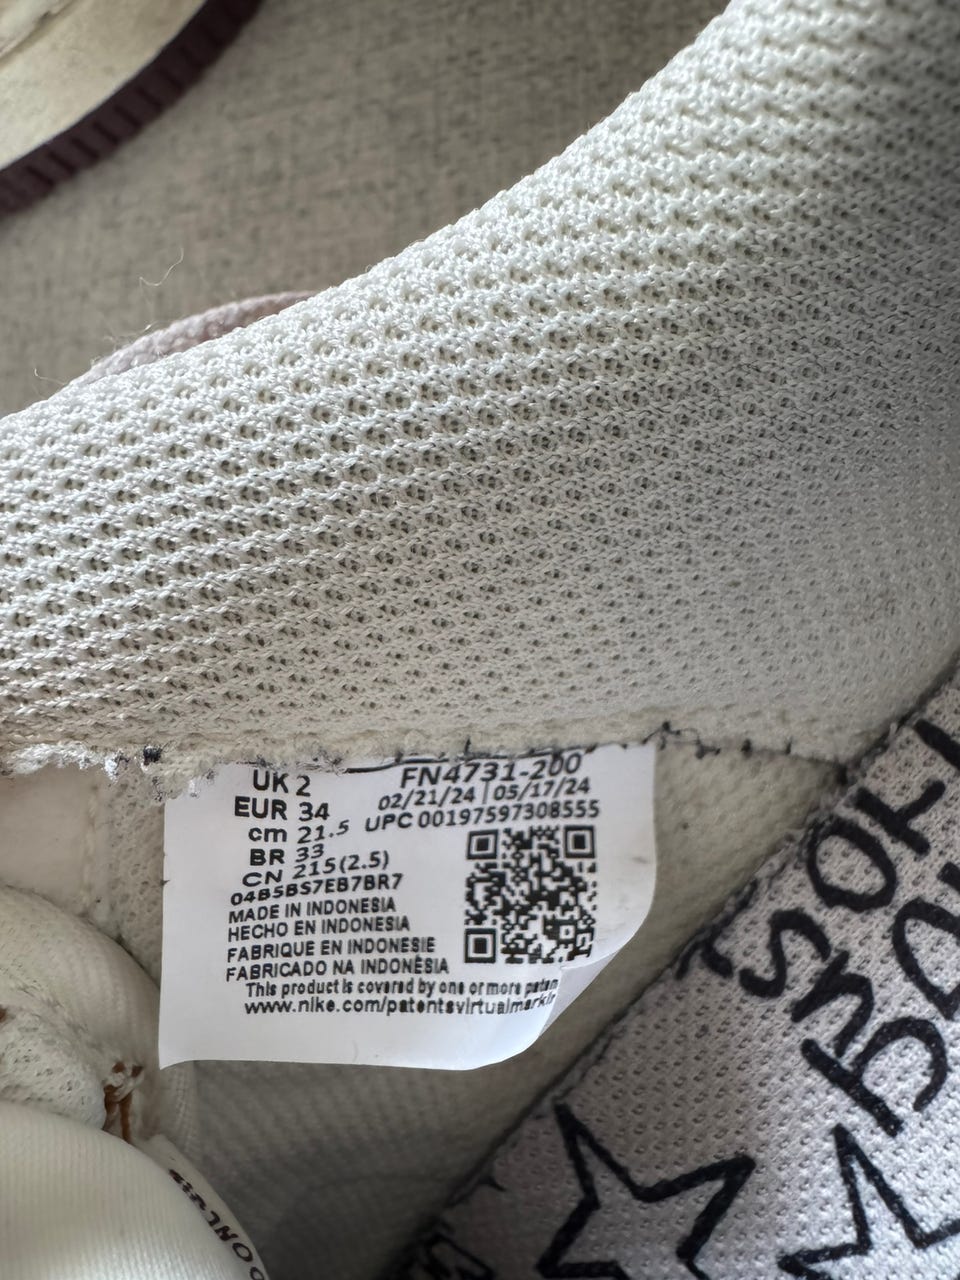 UK 2
EUR 34
cm 21.5
BR 33
CN 215(2.5)
FN4731-200
02/21/24 | 05/17/24
UPC 00197597308555
04B5BS7EB7BR7
MADE IN INDONESIA
HECHO EN INDONESIA
FABRIQUE EN INDONESIE
FABRICADO NA INDONÉSIA
This product is covered by one or more
www.nike.com/patentsvirtualmark